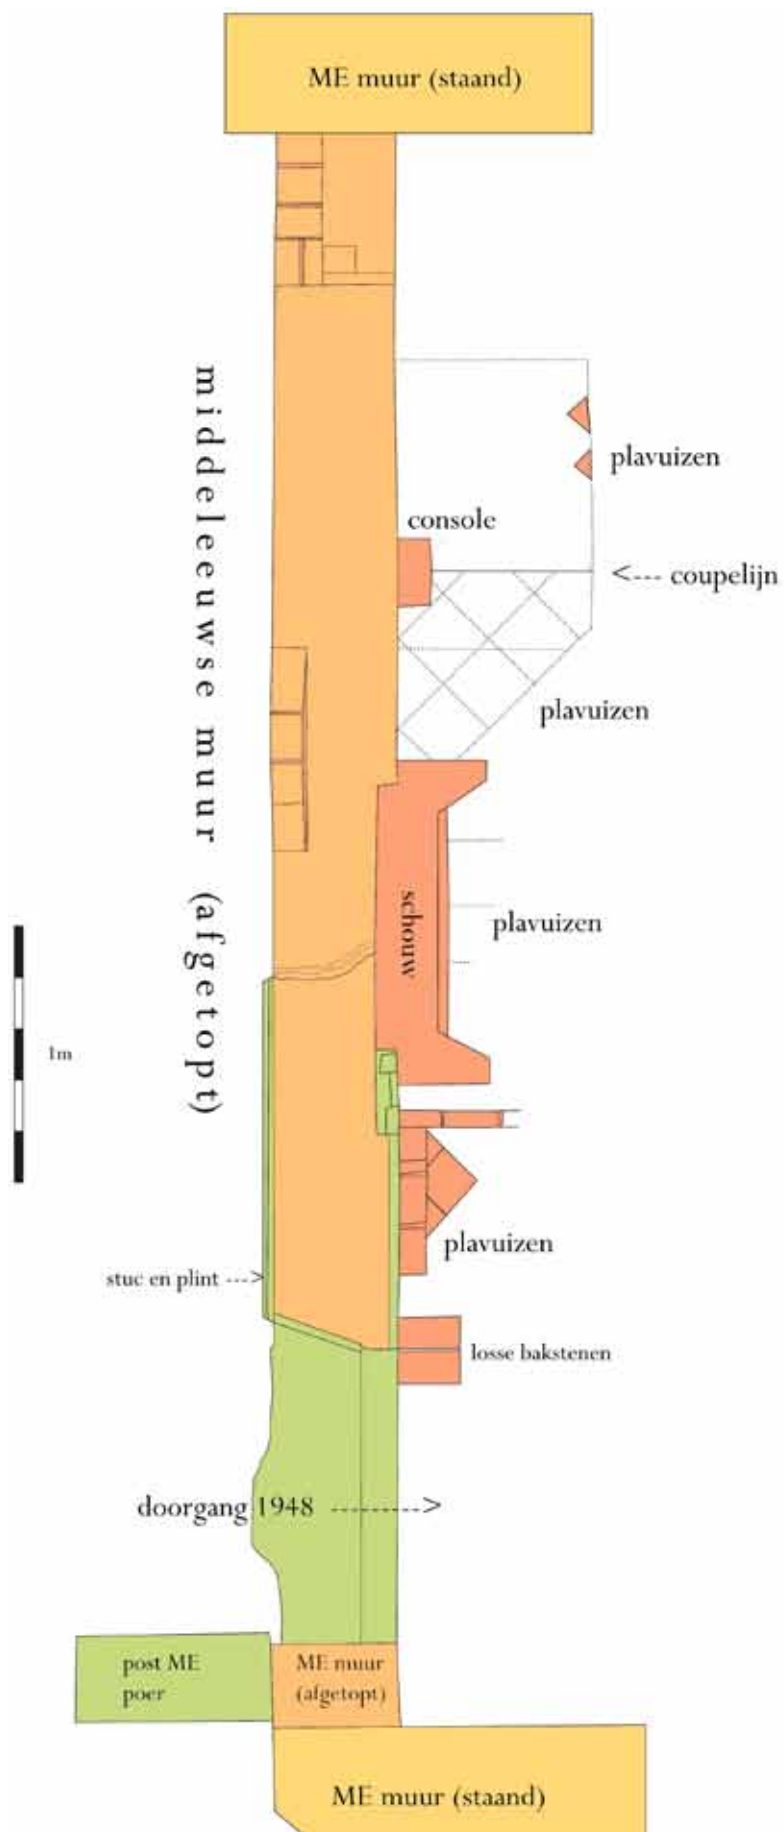 ME muur (staand)
middeleeuwse muur (afgetopt)
plavuizen
console
<--- coupelijn
plavuizen
schouw
plavuizen
1m
plavuizen
stuc en plint --->
losse bakstenen
doorgang 1948 -------->
post ME
poer
ME muur
(afgetopt)
ME muur (staand)